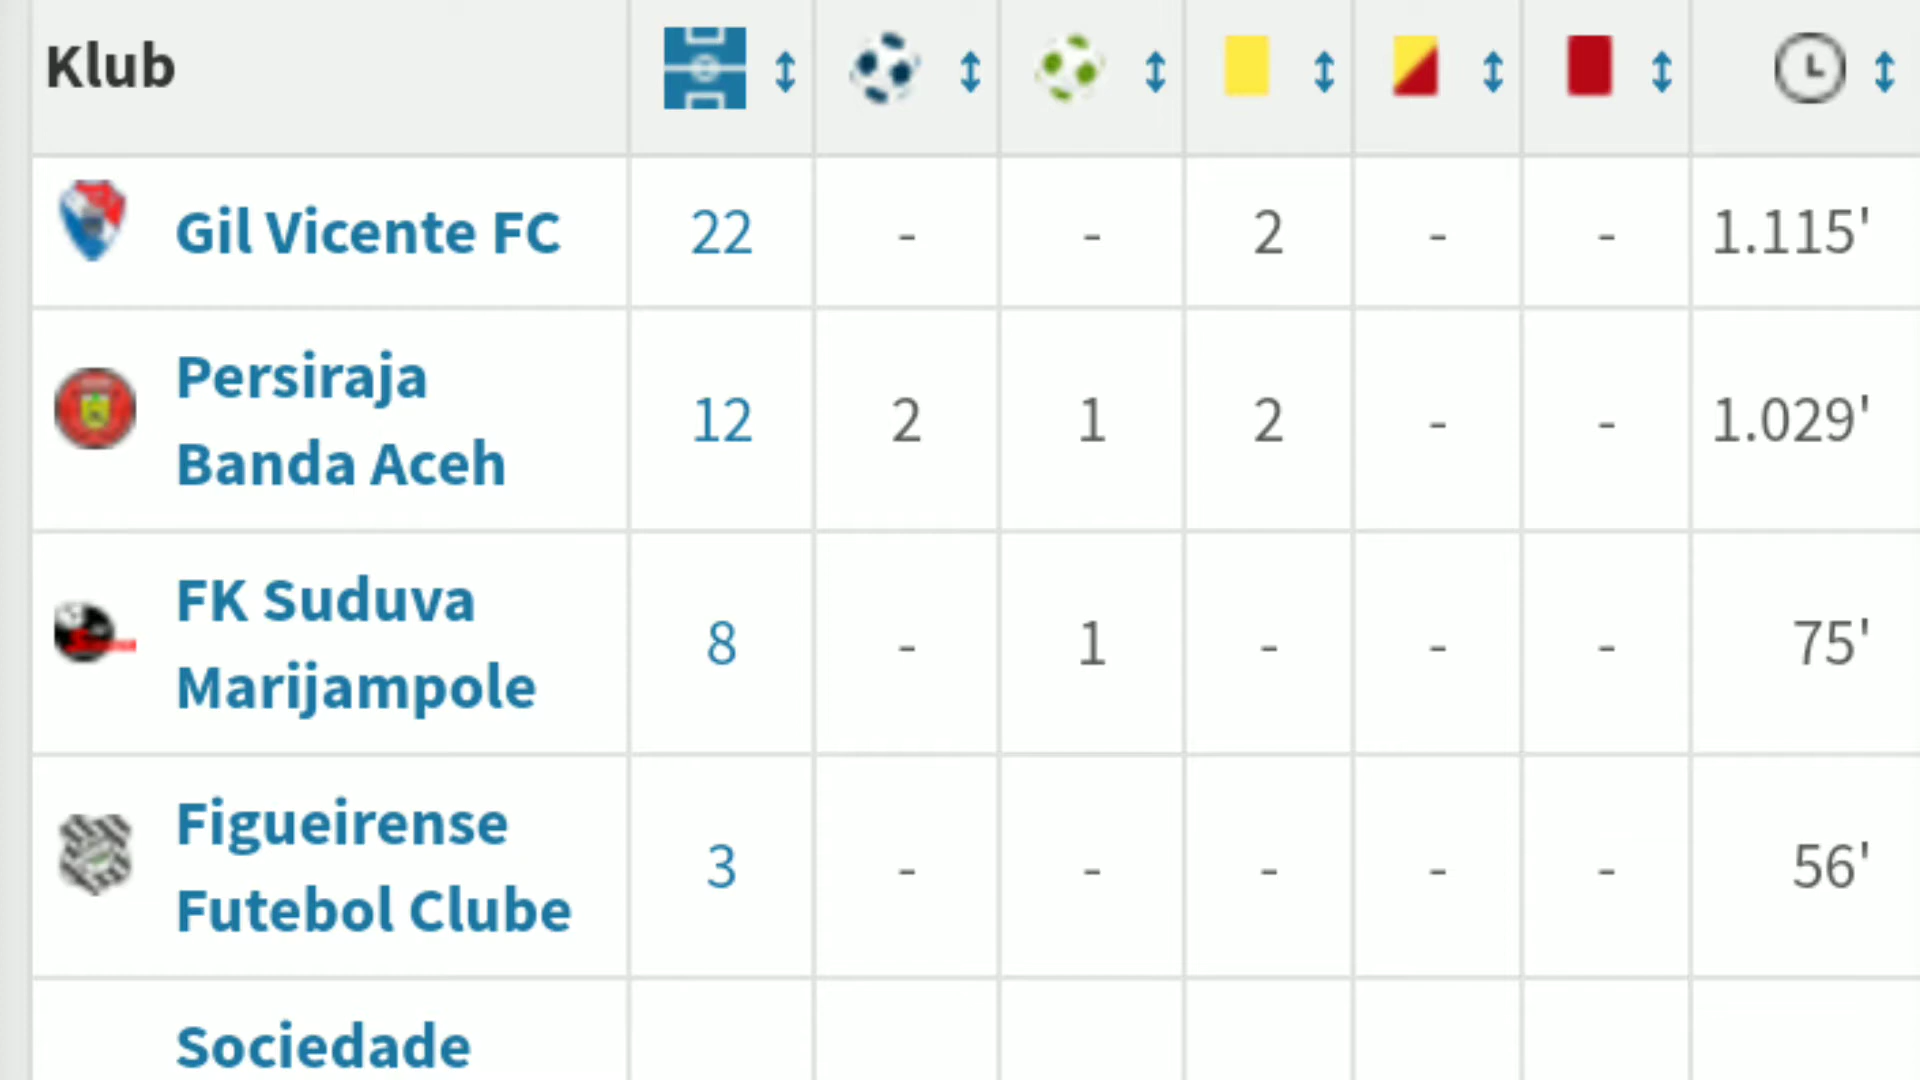 Klub
Gil Vicente FC 22 - - 2 - - 1.115'
Persiraja
Banda Aceh 12 2 1 2 - - 1.029'
FK Suduva
Marijampole 8 - 1 - - - 75'
Figueirense
Futebol Clube 3 - - - - - 56'
Sociedade